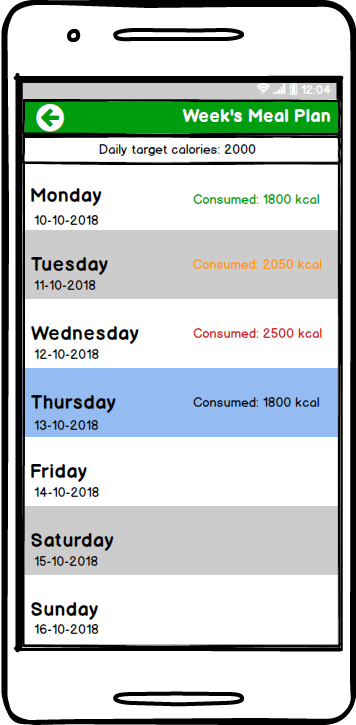 12:04
Week's Meal Plan
Daily target calories: 2000
Monday
Consumed: 1800 kcal
10-10-2018
Tuesday
Consumed: 2050 kcal
11-10-2018
Wednesday
Consumed: 2500 kcal
12-10-2018
Thursday
Consumed: 1800 kcal
13-10-2018
Friday
14-10-2018
Saturday
15-10-2018
Sunday
16-10-2018